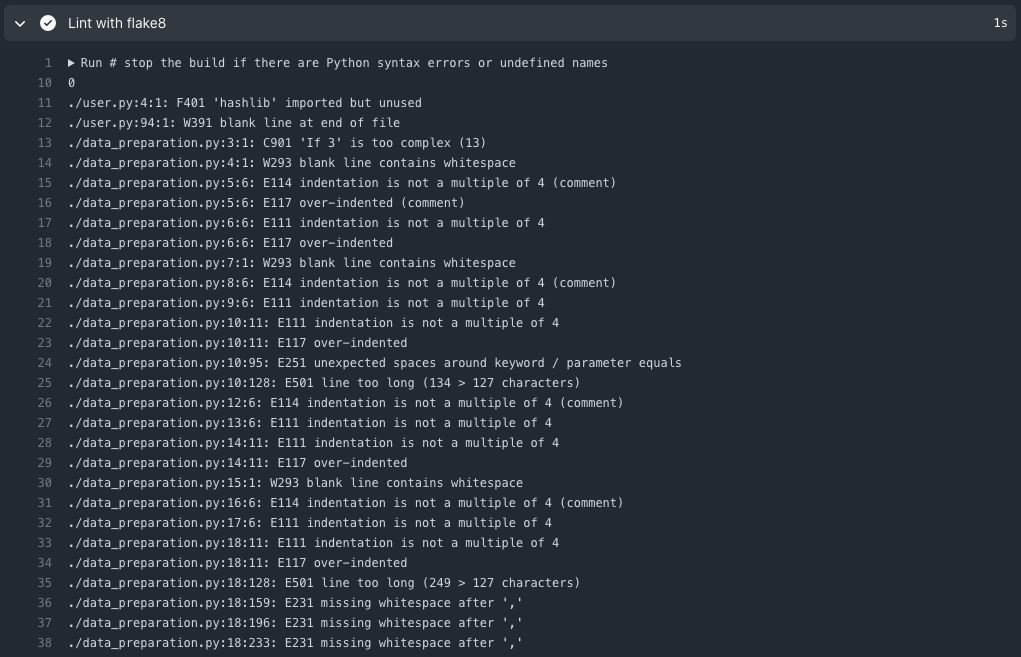 Lint with flake8 1s
1 Run # stop the build if there are Python syntax errors or undefined names
10 0
11 ./user.py:4:1: F401 'hashlib' imported but unused
12 ./user.py:94:1: W391 blank line at end of file
13 ./data_preparation.py:3:1: C901 'If 3' is too complex (13)
14 ./data_preparation.py:4:1: W293 blank line contains whitespace
15 ./data_preparation.py:5:6: E114 indentation is not a multiple of 4 (comment)
16 ./data_preparation.py:5:6: E117 over-indented (comment)
17 ./data_preparation.py:6:6: E111 indentation is not a multiple of 4
18 ./data_preparation.py:6:6: E117 over-indented
19 ./data_preparation.py:7:1: W293 blank line contains whitespace
20 ./data_preparation.py:8:6: E114 indentation is not a multiple of 4 (comment)
21 ./data_preparation.py:9:6: E111 indentation is not a multiple of 4
22 ./data_preparation.py:10:11: E111 indentation is not a multiple of 4
23 ./data_preparation.py:10:11: E117 over-indented
24 ./data_preparation.py:10:95: E251 unexpected spaces around keyword / parameter equals
25 ./data_preparation.py:10:128: E501 line too long (134 > 127 characters)
26 ./data_preparation.py:12:6: E114 indentation is not a multiple of 4 (comment)
27 ./data_preparation.py:13:6: E111 indentation is not a multiple of 4
28 ./data_preparation.py:14:11: E111 indentation is not a multiple of 4
29 ./data_preparation.py:14:11: E117 over-indented
30 ./data_preparation.py:15:1: W293 blank line contains whitespace
31 ./data_preparation.py:16:6: E114 indentation is not a multiple of 4 (comment)
32 ./data_preparation.py:17:6: E111 indentation is not a multiple of 4
33 ./data_preparation.py:18:11: E111 indentation is not a multiple of 4
34 ./data_preparation.py:18:11: E117 over-indented
35 ./data_preparation.py:18:128: E501 line too long (249 > 127 characters)
36 ./data_preparation.py:18:159: E231 missing whitespace after ','
37 ./data_preparation.py:18:196: E231 missing whitespace after ','
38 ./data_preparation.py:18:233: E231 missing whitespace after ','